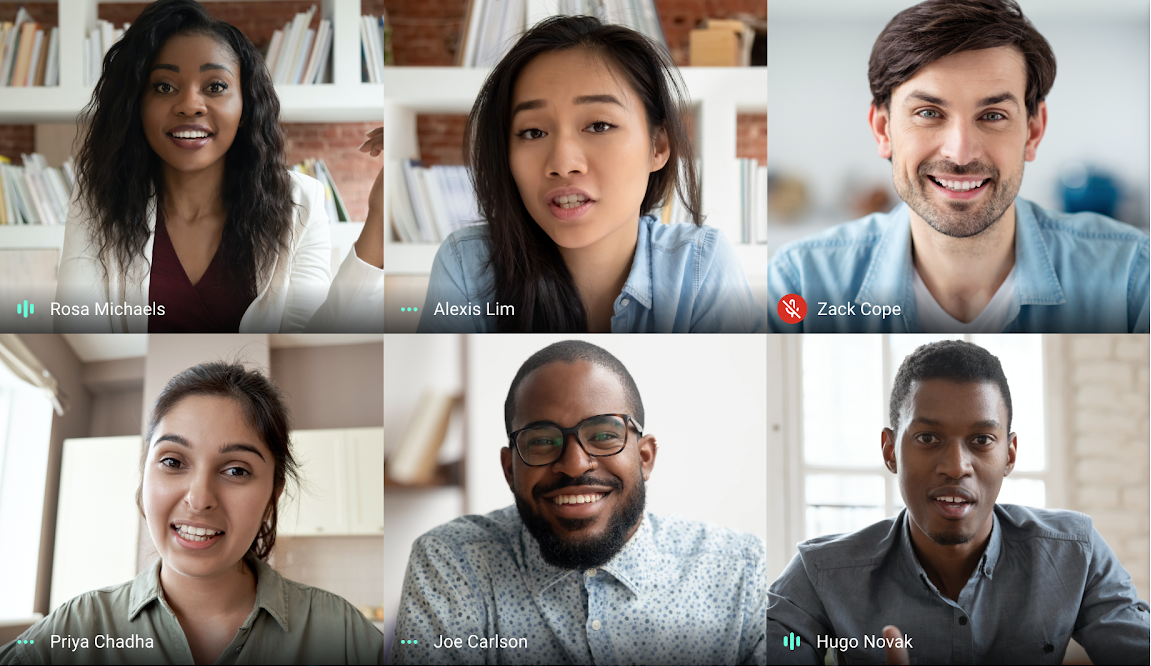 Rosa Michaels
Alexis Lim
Zack Cope
Priya Chadha
Joe Carlson
Hugo Novak